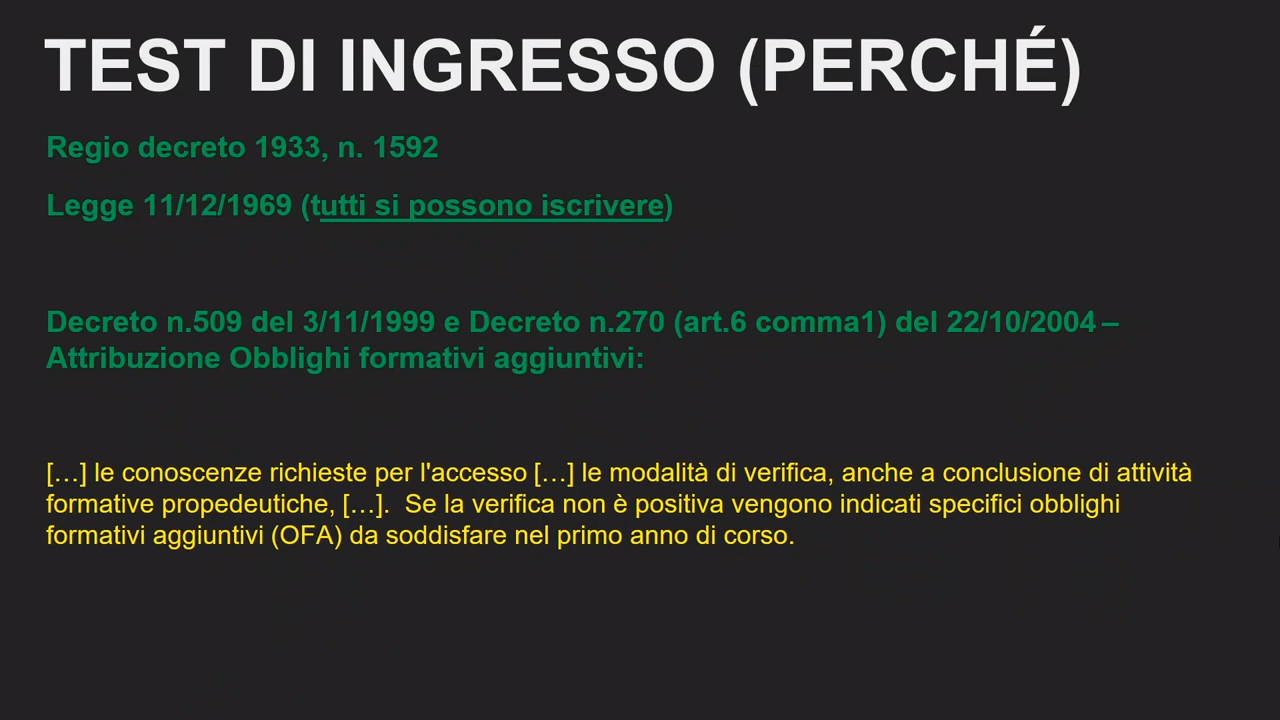 TEST DI INGRESSO (PERCHÉ)
Regio decreto 1933, n. 1592
Legge 11/12/1969 (tutti si possono iscrivere)
Decreto n.509 del 3/11/1999 e Decreto n.270 (art.6 comma1) del 22/10/2004 –
Attribuzione Obblighi formativi aggiuntivi:
[…] le conoscenze richieste per l'accesso […] le modalità di verifica, anche a conclusione di attività
formative propedeutiche, […].  Se la verifica non è positiva vengono indicati specifici obblighi
formativi aggiuntivi (OFA) da soddisfare nel primo anno di corso.